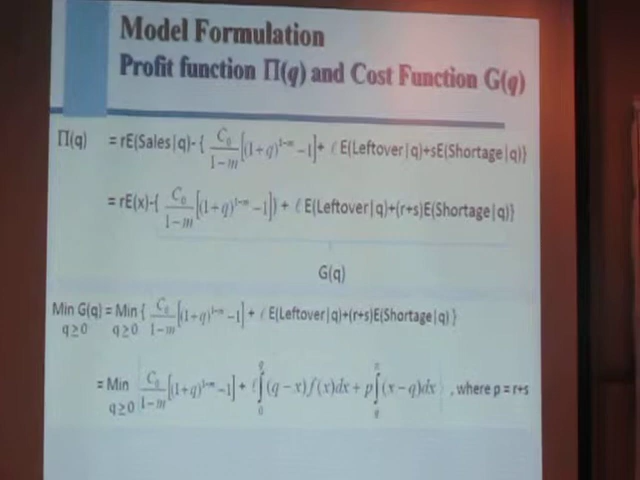 Model Formulation
Profit function Π(q) and Cost Function G(q)
Π(q) = rE(Sales|q)-{ C₀/1−m [(1+q)^1−m −1]+ ℓ E(Leftover|q)+sE(Shortage|q)}
= rE(x)-{ C₀/1−m [(1+q)^1−m −1]) + ℓ E(Leftover|q)+(r+s)E(Shortage|q)}
G(q)
Min G(q) = Min { C₀/1−m [(1+q)^1−m −1] + ℓ E(Leftover|q)+(r+s)E(Shortage|q) }
q≥0 q≥0
= Min C₀/1−m [(1+q)^1−m −1] + ℓ∫(q−x)f(x)dx + p∫(x−q)dx , where p = r+s
q≥0